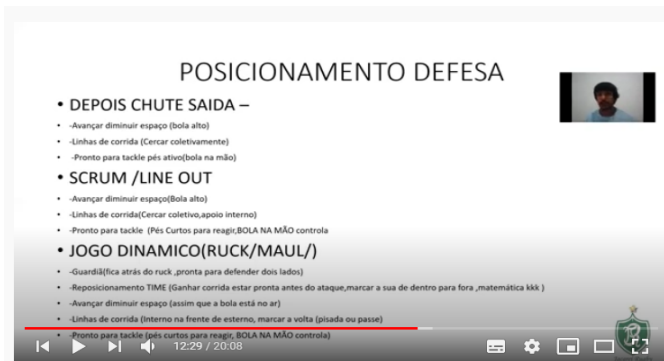 POSICIONAMENTO DEFESA
• DEPOIS CHUTE SAIDA –
• -Avançar diminuir espaço (bola alto)
• -Linhas de corrida (Cercar coletivamente)
• -Pronto para tackle pés ativo(bola na mão)
• SCRUM /LINE OUT
• -Avançar diminuir espaço(Bola alto)
• -Linhas de corrida(Cercar coletivo,apoio interno)
• -Pronto para tackle (Pés Curtos para reagir,BOLA NA MÃO controla
• JOGO DINAMICO(RUCK/MAUL/)
• -Guardiã(fica atrás do ruck ,pronta para defender dois lados)
• -Reposicionamento TIME (Ganhar corrida estar pronta antes do ataque,marcar a sua de dentro para fora ,matemática kkk )
• -Avançar diminuir espaço (assim que a bola está no ar)
• -Linhas de corrida (Interno na frente de esterno, marcar a volta (pisada ou passe)
• -Pronto para tackle (pés curtos para reagir, BOLA NA MÃO controla)
12:29 / 20:08